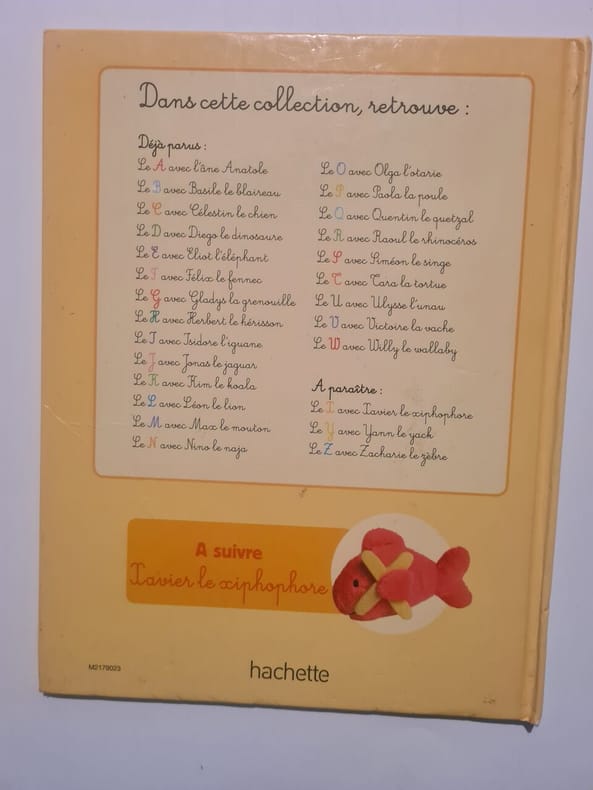 Dans cette collection, retrouve :
Déjà parus :
Le A avec l'âne Anatole
Le B avec Basile le blaireau
Le C avec Célestin le chien
Le D avec Diego le dinosaure
Le E avec Eliot l'éléphant
Le F avec Félix le fennec
Le G avec Gladys la grenouille
Le H avec Herbert le hérisson
Le I avec Isidore l'iguane
Le J avec Jonas le jaguar
Le K avec Kim le koala
Le L avec Léon le lion
Le M avec Max le mouton
Le N avec Nino le naja
Le O avec Olga l'otarie
Le P avec Paola la poule
Le Q avec Quentin le quetzal
Le R avec Raoul le rhinocéros
Le S avec Siméon le singe
Le T avec Tara la tortue
Le U avec Ulysse l'unau
Le V avec Victoire la vache
Le W avec Willy le wallaby
A paraître :
Le X avec Xavier le xiphophore
Le Y avec Yann le yack
Le Z avec Zacharie le zèbre
A suivre
Xavier le xiphophore
M2179023
hachette